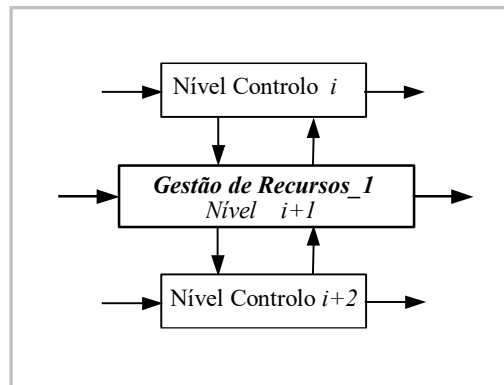 Nível Controlo i
Gestão de Recursos_1
Nível i+1
Nível Controlo i+2